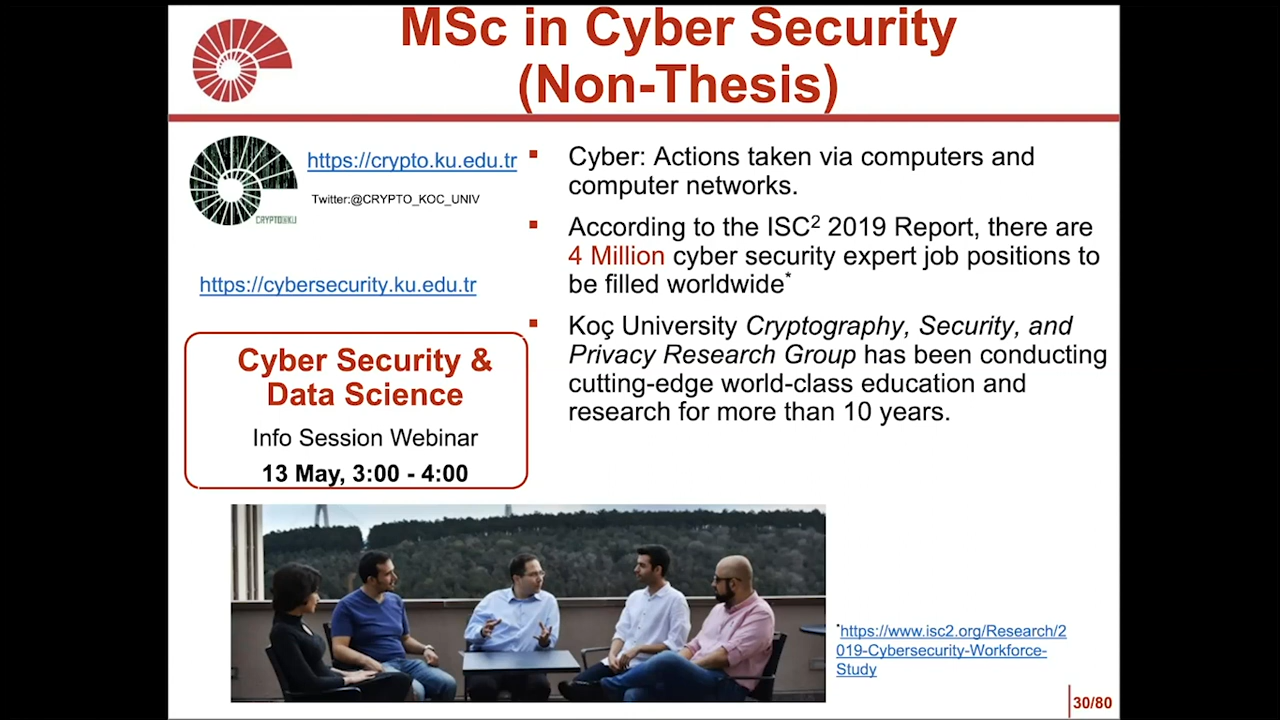 MSc in Cyber Security
(Non-Thesis)
https://crypto.ku.edu.tr
Twitter:@CRYPTO_KOC_UNIV
CRYPTO@KU
https://cybersecurity.ku.edu.tr
Cyber Security &
Data Science
Info Session Webinar
13 May, 3:00 - 4:00
▪ Cyber: Actions taken via computers and
computer networks.
▪ According to the ISC² 2019 Report, there are
4 Million cyber security expert job positions to
be filled worldwide*
▪ Koç University Cryptography, Security, and
Privacy Research Group has been conducting
cutting-edge world-class education and
research for more than 10 years.
*https://www.isc2.org/Research/2
019-Cybersecurity-Workforce-
Study
30/80